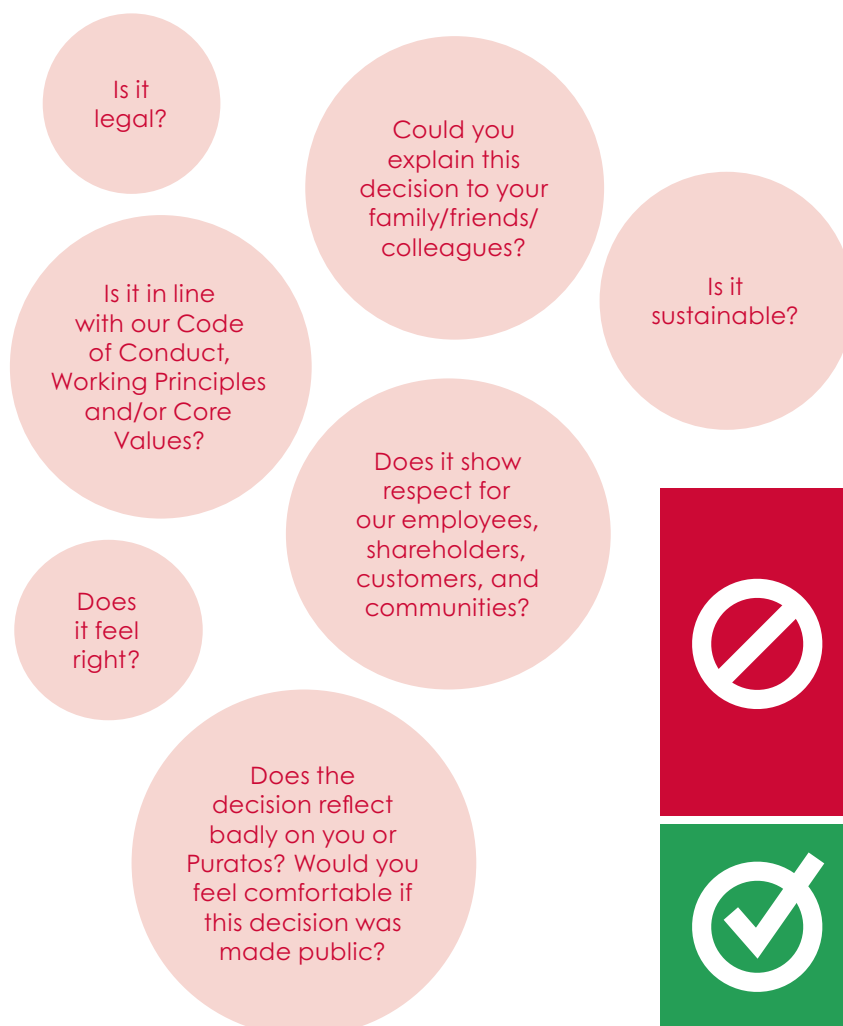 Is it
legal?
Could you
explain this
decision to your
family/friends/
colleagues?
Is it
sustainable?
Is it in line
with our Code
of Conduct,
Working Principles
and/or Core
Values?
Does it show
respect for
our employees,
shareholders,
customers, and
communities?
Does
it feel
right?
Does the
decision reflect
badly on you or
Puratos? Would you
feel comfortable if
this decision was
made public?